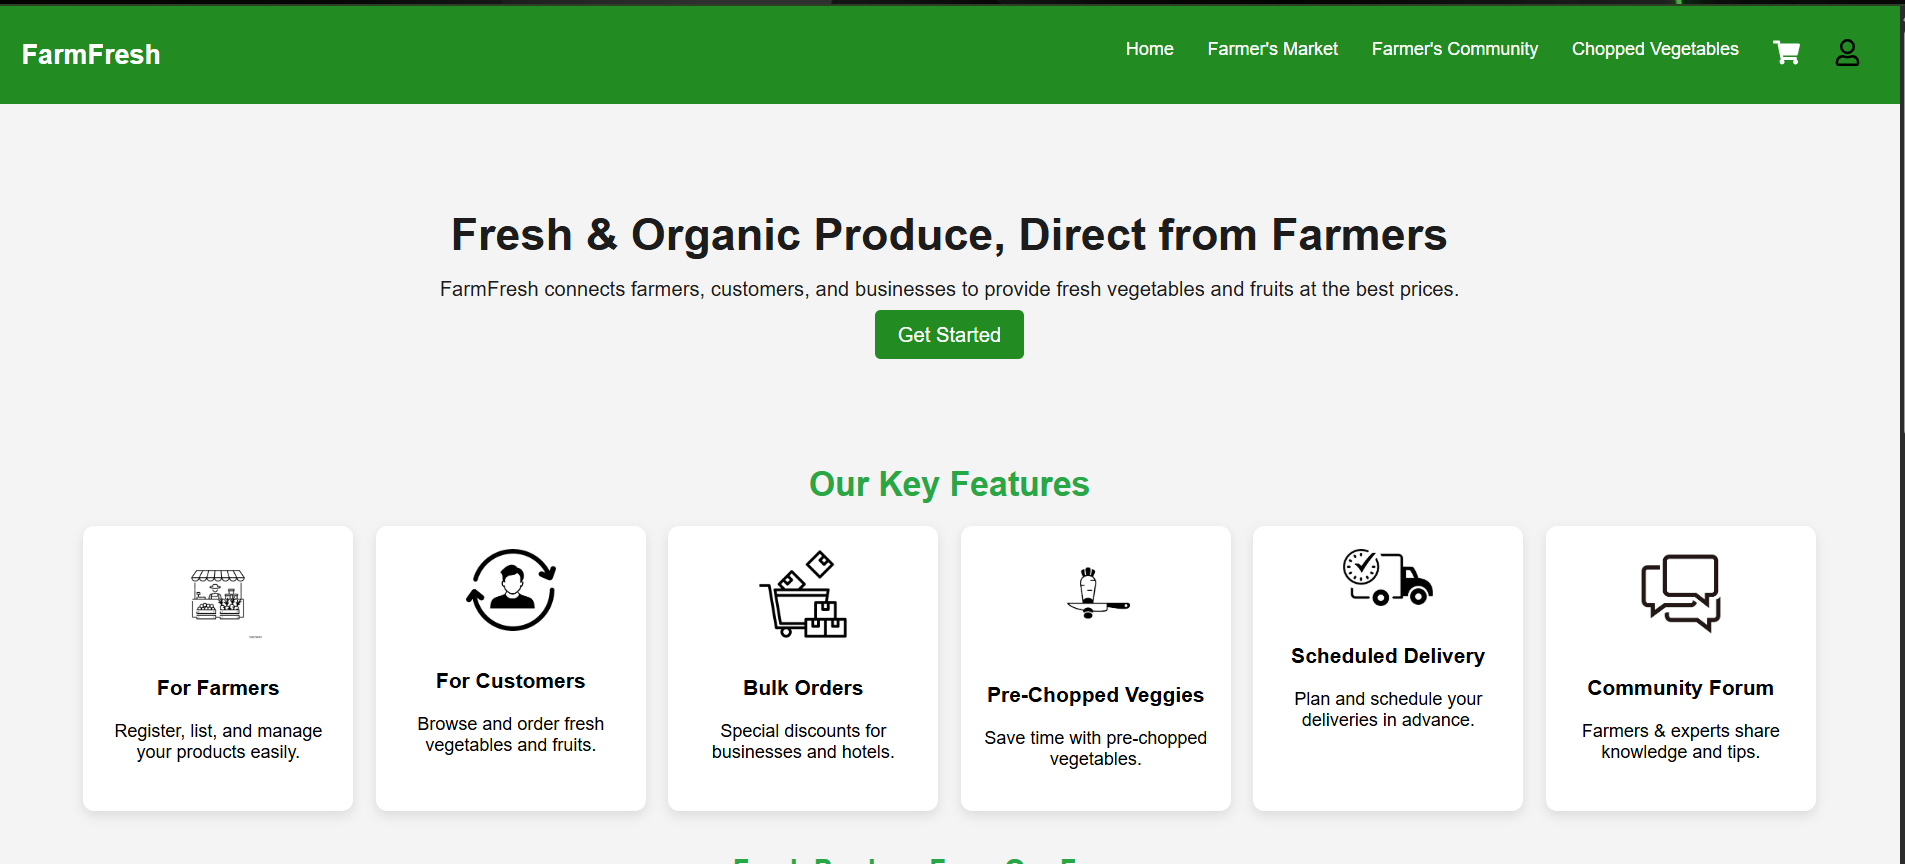 FarmFresh
Home
Farmer's Market
Farmer's Community
Chopped Vegetables
Fresh & Organic Produce, Direct from Farmers
FarmFresh connects farmers, customers, and businesses to provide fresh vegetables and fruits at the best prices.
Get Started
Our Key Features
For Farmers
Register, list, and manage
your products easily.
For Customers
Browse and order fresh
vegetables and fruits.
Bulk Orders
Special discounts for
businesses and hotels.
Pre-Chopped Veggies
Save time with pre-chopped
vegetables.
Scheduled Delivery
Plan and schedule your
deliveries in advance.
Community Forum
Farmers & experts share
knowledge and tips.